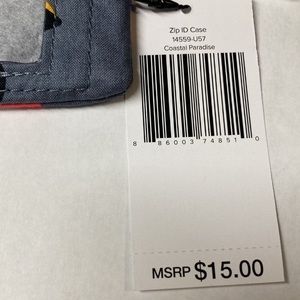 Zip ID Case
14559-U57
Coastal Paradise
8 86003 74851 0
MSRP $15.00